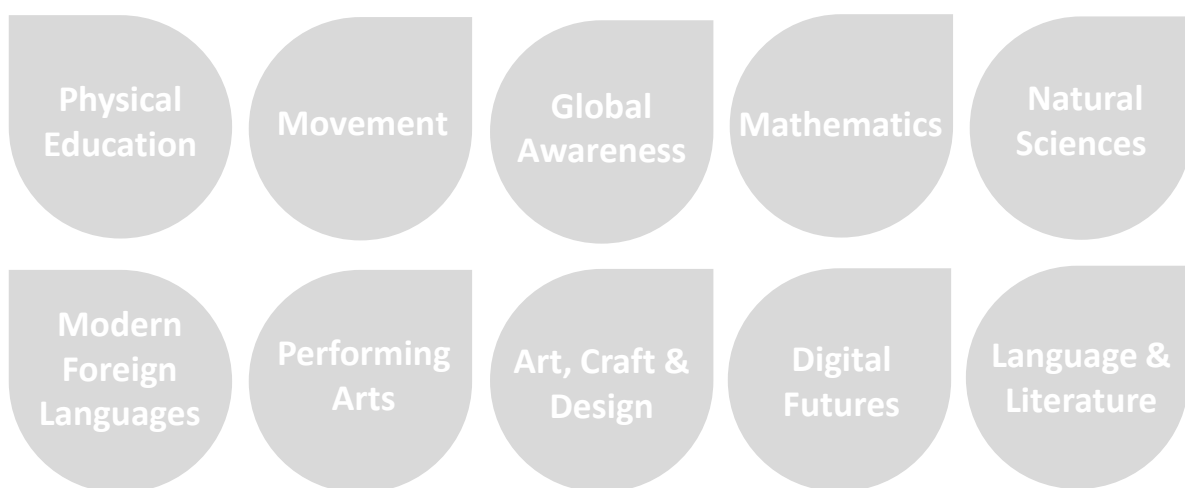 Physical
Education
Movement
Global
Awareness
Mathematics
Natural
Sciences
Modern
Foreign
Languages
Performing
Arts
Art, Craft &
Design
Digital
Futures
Language &
Literature